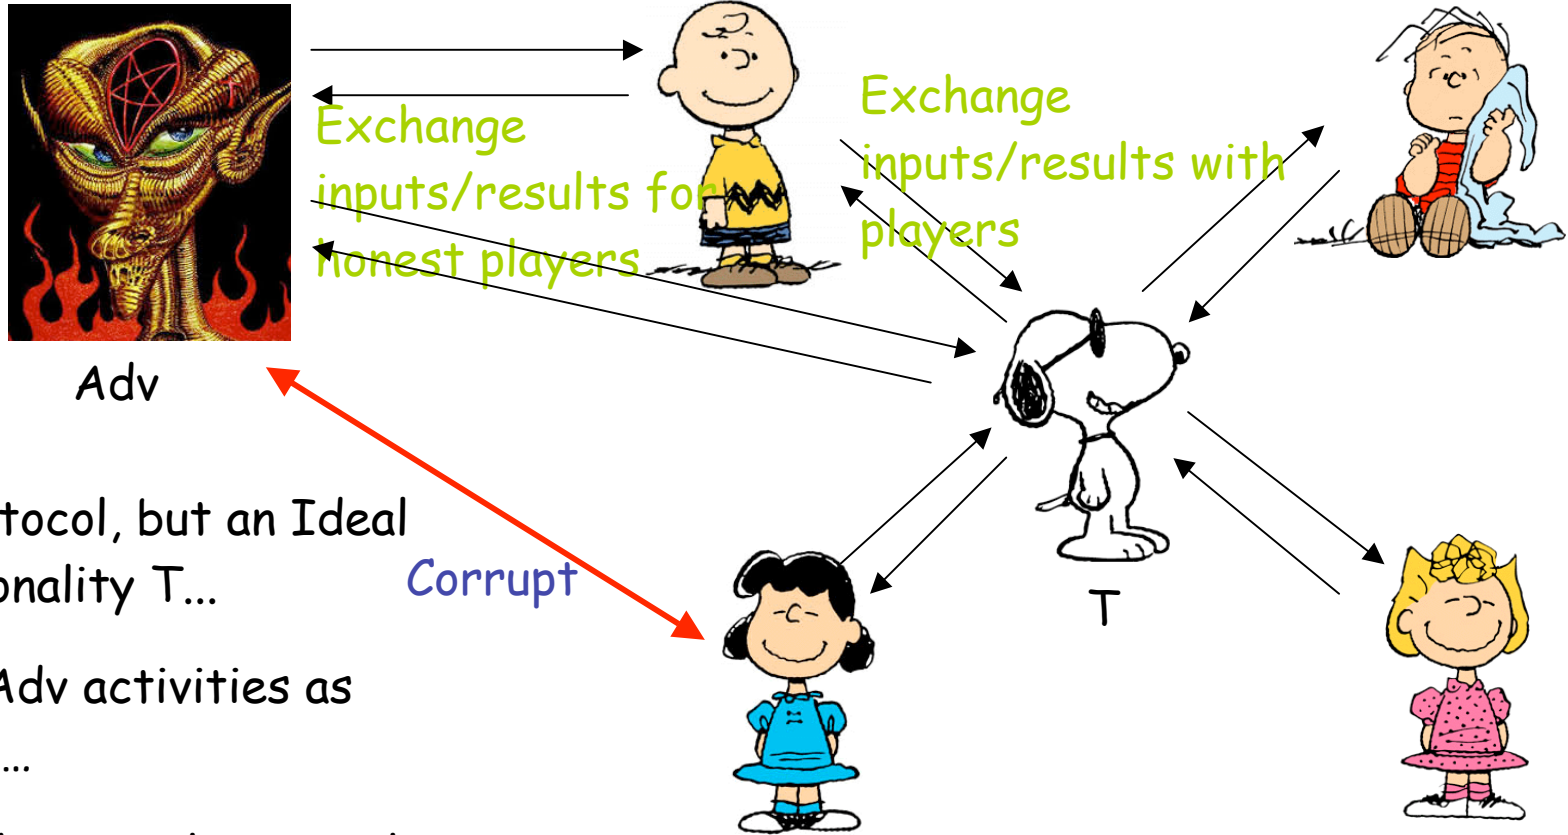 Exchange
inputs/results for
honest players
Exchange
inputs/results with
players
Adv
tocol, but an Ideal
onality T...
Corrupt
T
Adv activities as
...